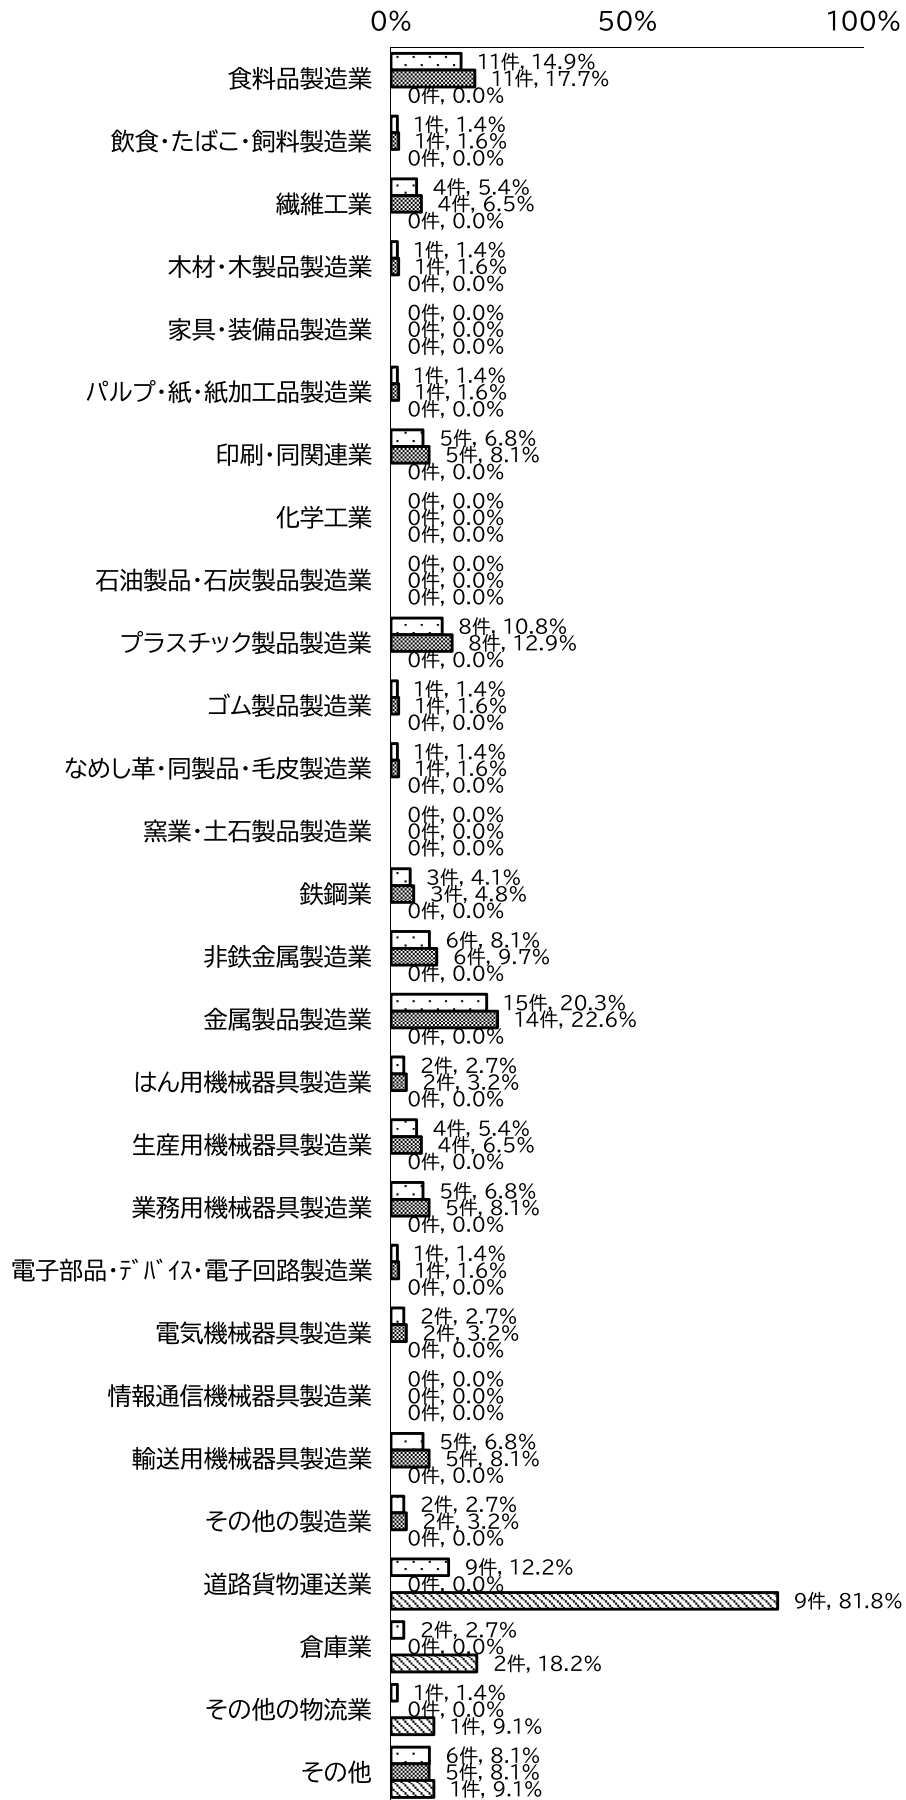 0% 50% 100%
食料品製造業 11件, 14.9%
11件, 17.7%
0件, 0.0%
飲食・たばこ・飼料製造業 1件, 1.4%
1件, 1.6%
0件, 0.0%
繊維工業 4件, 5.4%
4件, 6.5%
0件, 0.0%
木材・木製品製造業 1件, 1.4%
1件, 1.6%
0件, 0.0%
家具・装備品製造業 0件, 0.0%
0件, 0.0%
0件, 0.0%
パルプ・紙・紙加工品製造業 1件, 1.4%
1件, 1.6%
0件, 0.0%
印刷・同関連業 5件, 6.8%
5件, 8.1%
0件, 0.0%
化学工業 0件, 0.0%
0件, 0.0%
0件, 0.0%
石油製品・石炭製品製造業 0件, 0.0%
0件, 0.0%
0件, 0.0%
プラスチック製品製造業 8件, 10.8%
8件, 12.9%
0件, 0.0%
ゴム製品製造業 1件, 1.4%
1件, 1.6%
0件, 0.0%
なめし革・同製品・毛皮製造業 1件, 1.4%
1件, 1.6%
0件, 0.0%
窯業・土石製品製造業 0件, 0.0%
0件, 0.0%
0件, 0.0%
鉄鋼業 3件, 4.1%
3件, 4.8%
0件, 0.0%
非鉄金属製造業 6件, 8.1%
6件, 9.7%
0件, 0.0%
金属製品製造業 15件, 20.3%
14件, 22.6%
0件, 0.0%
はん用機械器具製造業 2件, 2.7%
2件, 3.2%
0件, 0.0%
生産用機械器具製造業 4件, 5.4%
4件, 6.5%
0件, 0.0%
業務用機械器具製造業 5件, 6.8%
5件, 8.1%
0件, 0.0%
電子部品・ﾃﾞﾊﾞｲｽ・電子回路製造業 1件, 1.4%
1件, 1.6%
0件, 0.0%
電気機械器具製造業 2件, 2.7%
2件, 3.2%
0件, 0.0%
情報通信機械器具製造業 0件, 0.0%
0件, 0.0%
0件, 0.0%
輸送用機械器具製造業 5件, 6.8%
5件, 8.1%
0件, 0.0%
その他の製造業 2件, 2.7%
2件, 3.2%
0件, 0.0%
道路貨物運送業 9件, 12.2%
0件, 0.0%
9件, 81.8%
倉庫業 2件, 2.7%
0件, 0.0%
2件, 18.2%
その他の物流業 1件, 1.4%
0件, 0.0%
1件, 9.1%
その他 6件, 8.1%
5件, 8.1%
1件, 9.1%